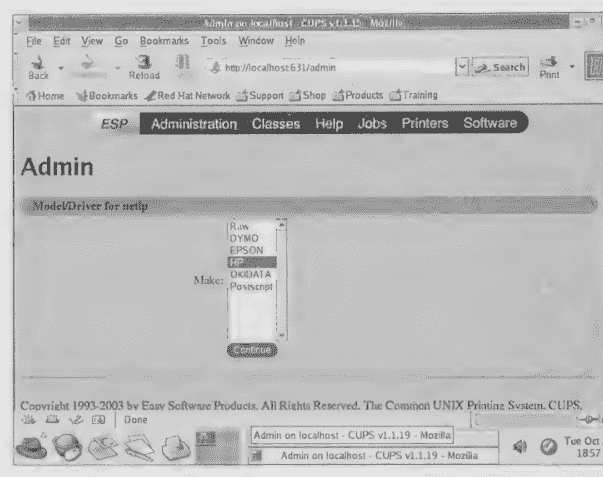 Admin on localhost - CUPS v1.1.15 - Mozilla
File Edit View Go Bookmarks Tools Window Help
Back Reload http://localhost:631/admin Search Print
Home Bookmarks Red Hat Network Support Shop Products Training
ESP Administration Classes Help Jobs Printers Software
Admin
Model/Driver for netlp
Raw
DYMO
EPSON
HP
Make: OKIDATA
Postscript
Continue
Copyright 1993-2003 by Easy Software Products. All Rights Reserved. The Common UNIX Printing System, CUPS,
Done
Admin on localhost - CUPS v1.1.19 - Mozilla
Admin on localhost - CUPS v1.1.19 - Mozilla
Tue Oct
18:57